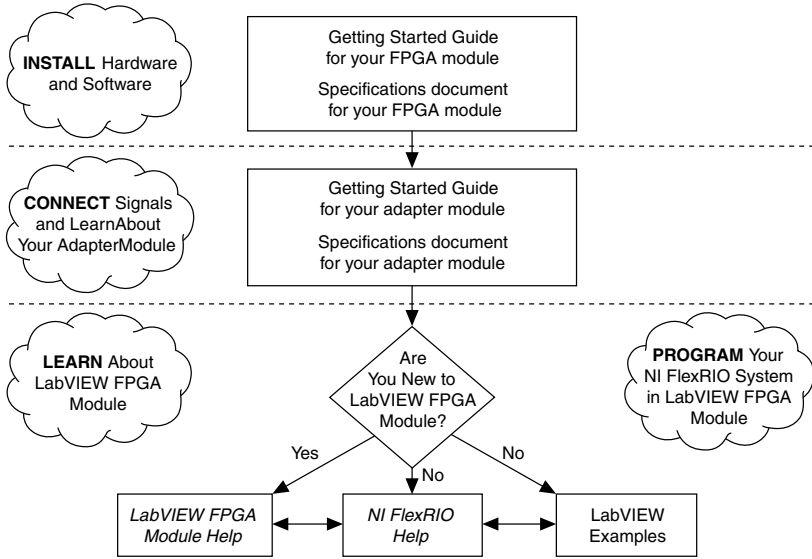 INSTALL Hardware
and Software
Getting Started Guide
for your FPGA module
Specifications document
for your FPGA module
CONNECT Signals
and LearnAbout
Your AdapterModule
Getting Started Guide
for your adapter module
Specifications document
for your adapter module
LEARN About
LabVIEW FPGA
Module
Are
You New to
LabVIEW FPGA
Module?
PROGRAM Your
NI FlexRIO System
in LabVIEW FPGA
Module
Yes
No
No
LabVIEW FPGA
Module Help
NI FlexRIO
Help
LabVIEW
Examples